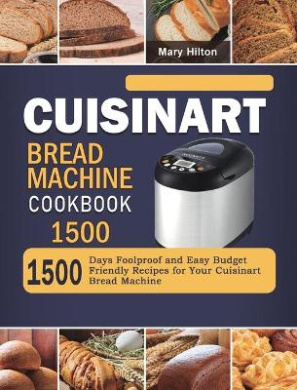 Mary Hilton
CUISINART
BREAD
MACHINE
COOKBOOK
1500
1500
Days Foolproof and Easy Budget
Friendly Recipes for Your Cuisinart
Bread Machine